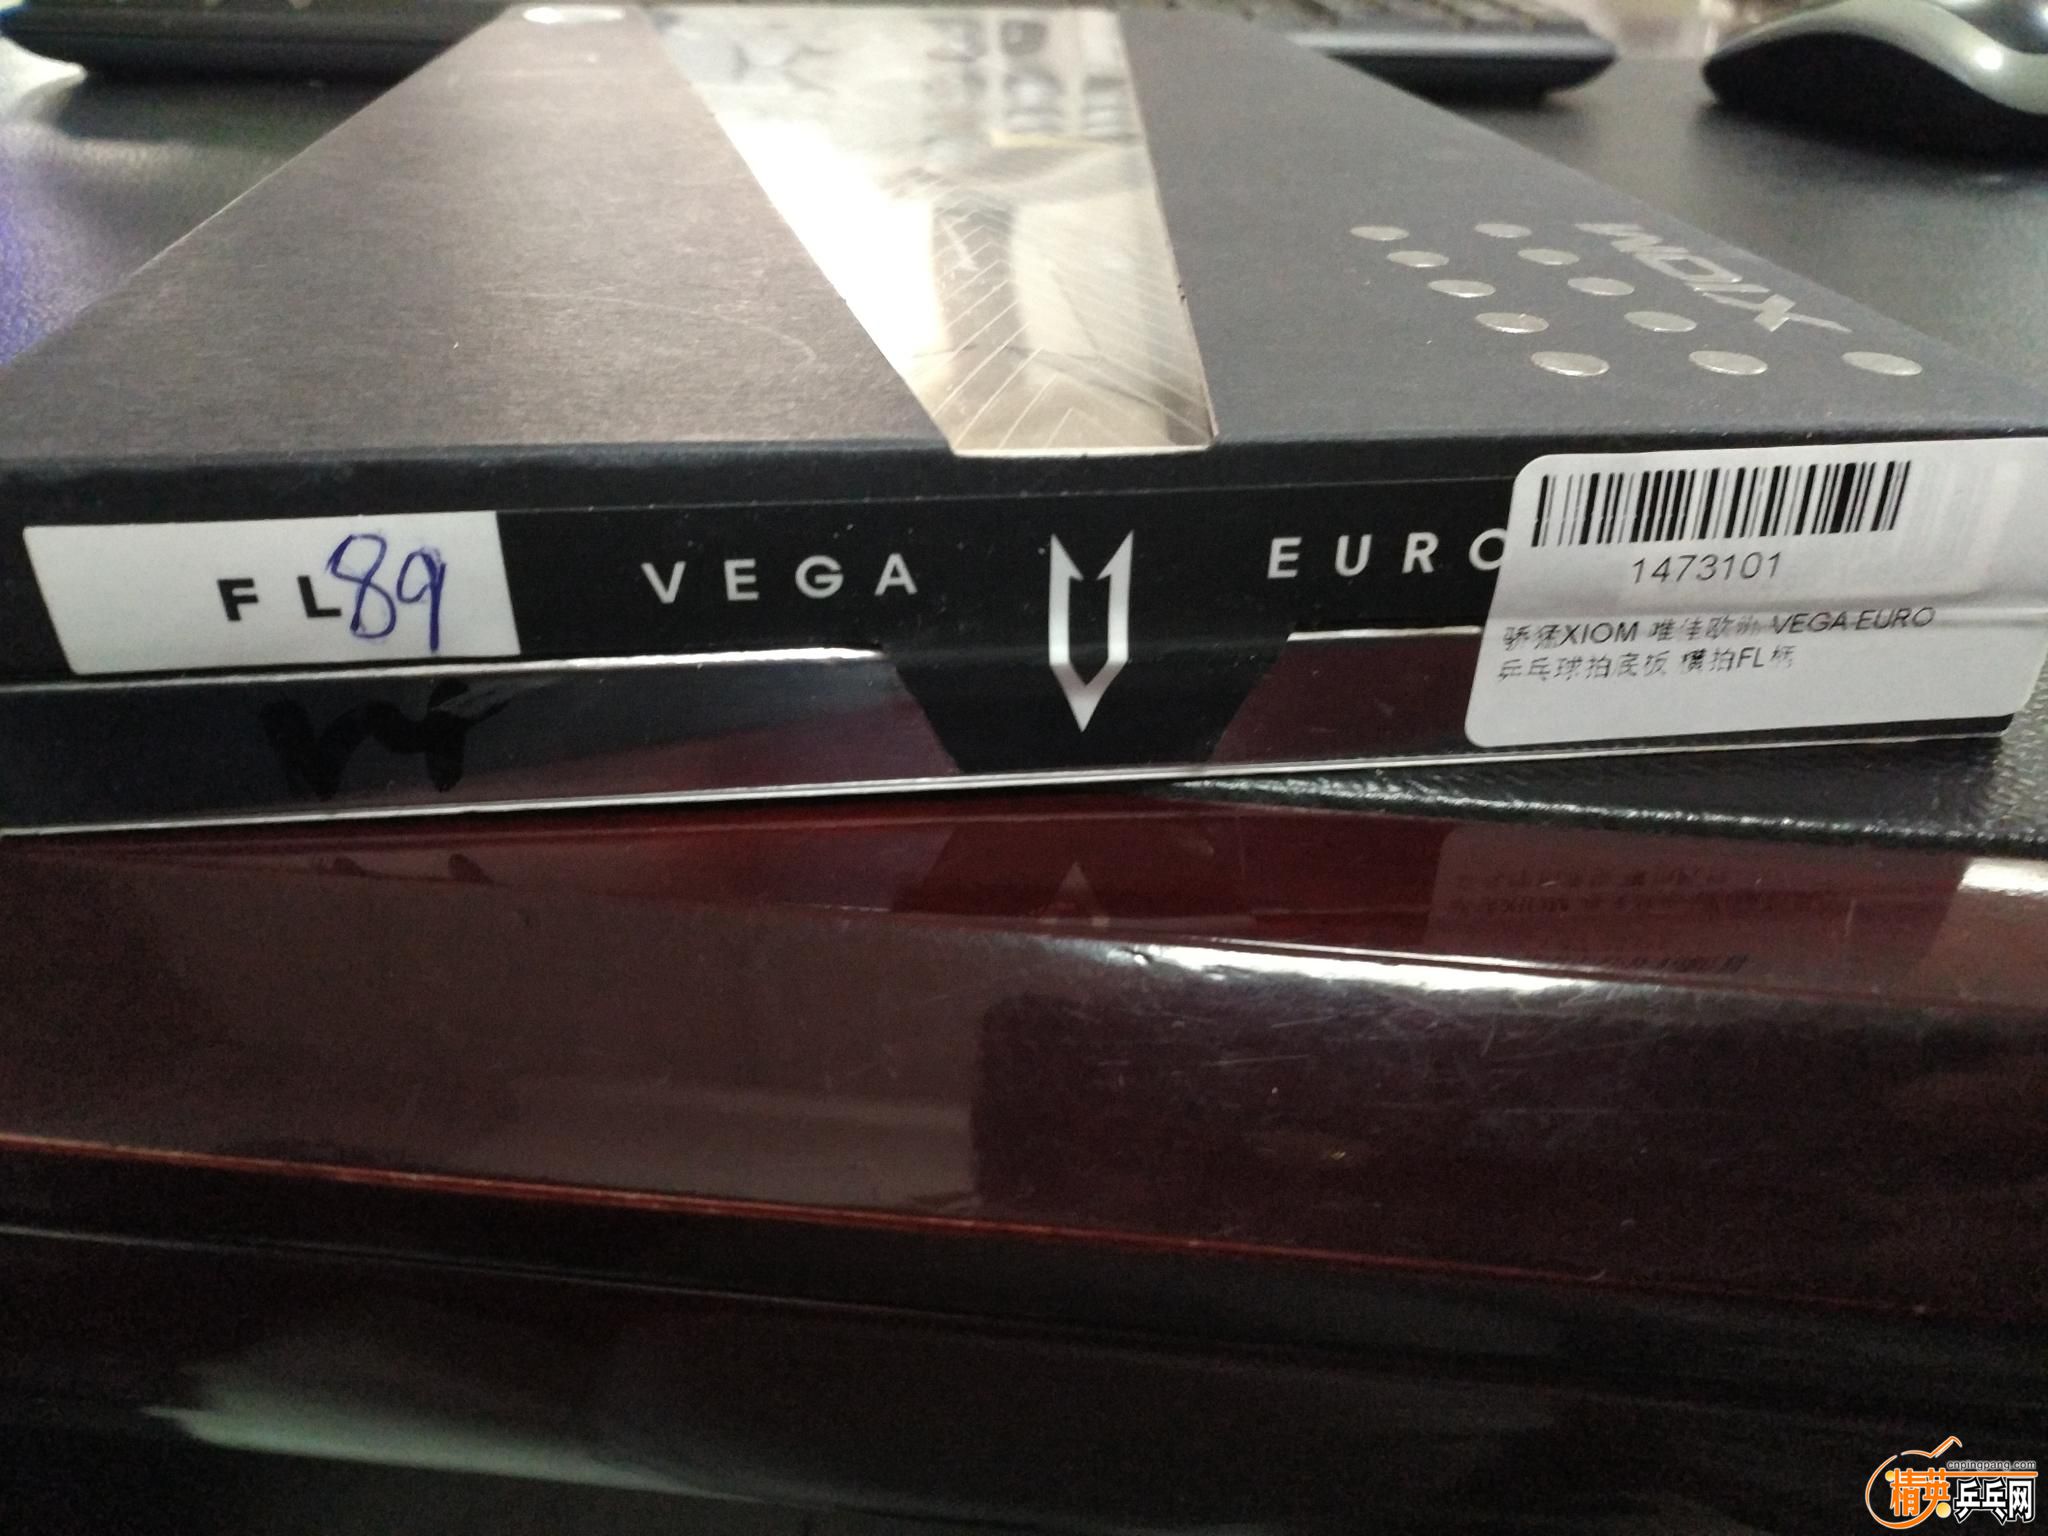 XIOM
FL89
VEGA
EURO
1473101
骄猛XIOM 唯佳欧洲 VEGA EURO
乒乓球拍底板 横拍FL柄
cnpingpang.com
精英乒乓网